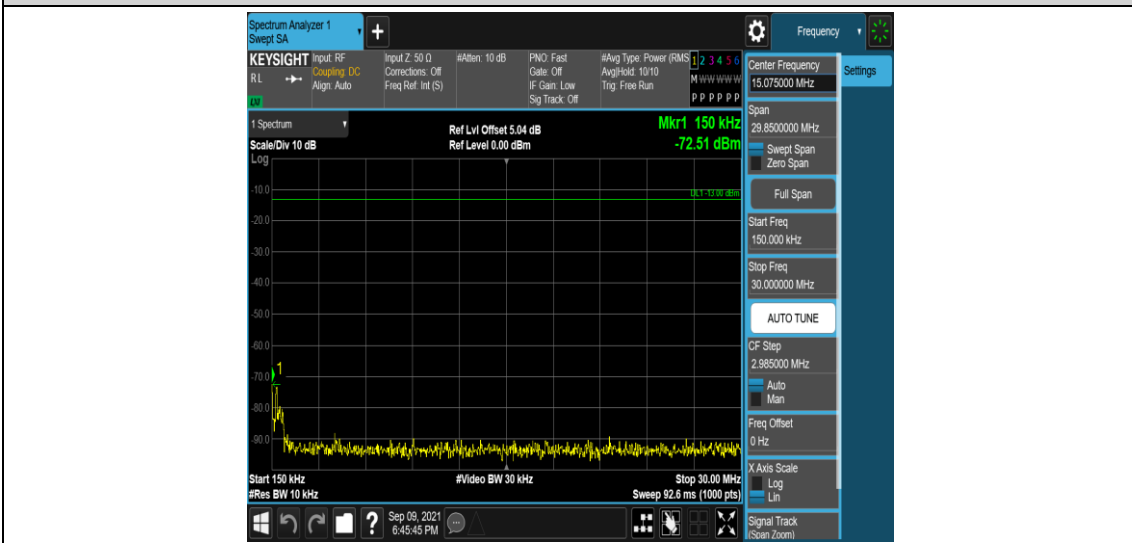 Spectrum Analyzer 1
Swept SA
+
Frequency
KEYSIGHT
R L
LXI
Input: RF
Coupling: DC
Align: Auto
Input Z: 50 Ω
Corrections: Off
Freq Ref: Int (S)
#Atten: 10 dB
PNO: Fast
Gate: Off
IF Gain: Low
Sig Track: Off
#Avg Type: Power (RMS
Avg|Hold: 10/10
Trig: Free Run
1 2 3 4 5 6
M W W W W W
P P P P P P
1 Spectrum
Scale/Div 10 dB
Log
Ref Lvl Offset 5.04 dB
Ref Level 0.00 dBm
Mkr1 150 kHz
-72.51 dBm
DL1 -13.00 dBm
-10.0
-20.0
-30.0
-40.0
-50.0
-60.0
-70.0
-80.0
-90.0
1
Start 150 kHz
#Res BW 10 kHz
#Video BW 30 kHz
Stop 30.00 MHz
Sweep 92.6 ms (1000 pts)
Center Frequency
15.075000 MHz
Settings
Span
29.8500000 MHz
Swept Span
Zero Span
Full Span
Start Freq
150.000 kHz
Stop Freq
30.000000 MHz
AUTO TUNE
CF Step
2.985000 MHz
Auto
Man
Freq Offset
0 Hz
X Axis Scale
Log
Lin
Signal Track
(Span Zoom)
?
Sep 09, 2021
6:45:45 PM